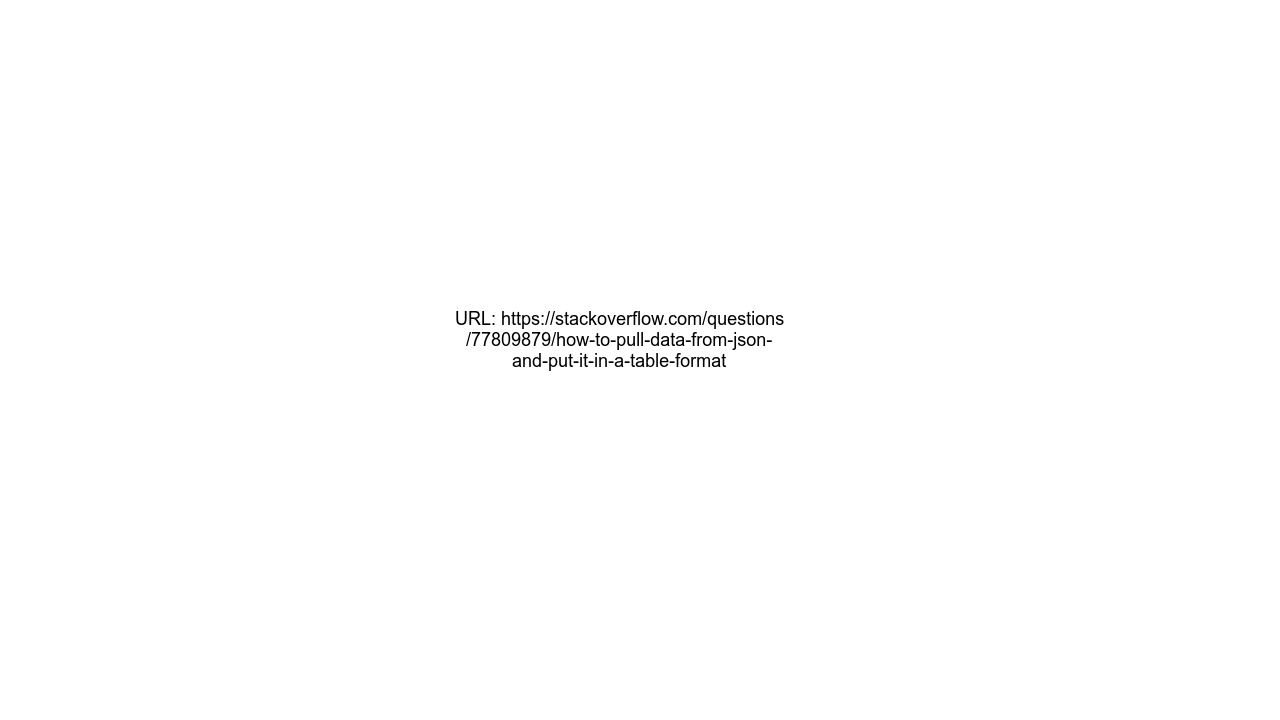 URL: https://stackoverflow.com/questions
/77809879/how-to-pull-data-from-json-
and-put-it-in-a-table-format